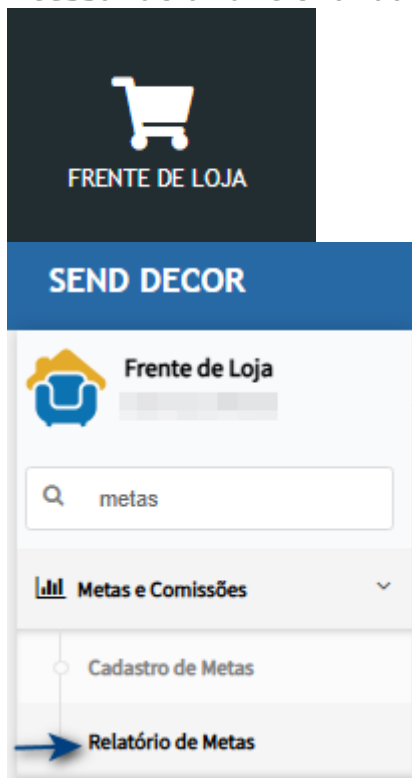 FRENTE DE LOJA
SEND DECOR
Frente de Loja
metas
Metas e Comissões
Cadastro de Metas
Relatório de Metas